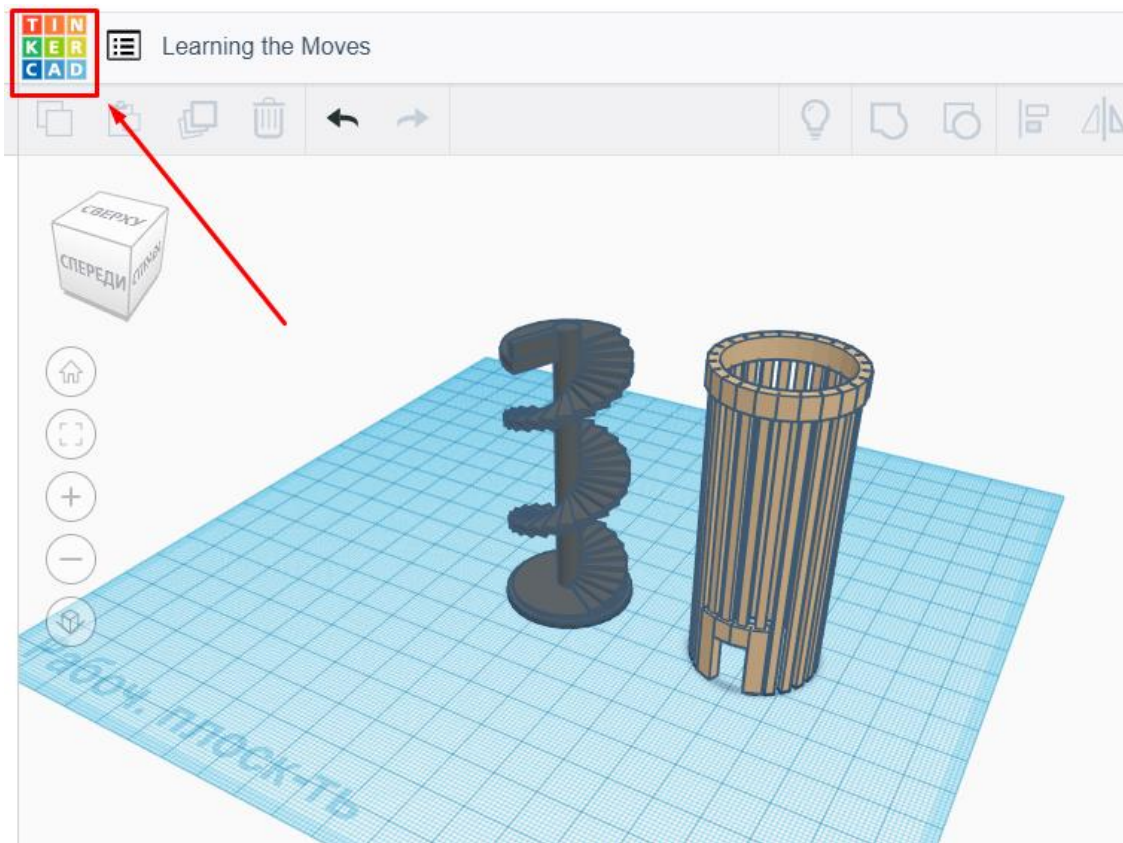 TIN
KER
CAD
Learning the Moves
СВЕРХУ
СПЕРЕДИ
Рабоч. плоск-ть